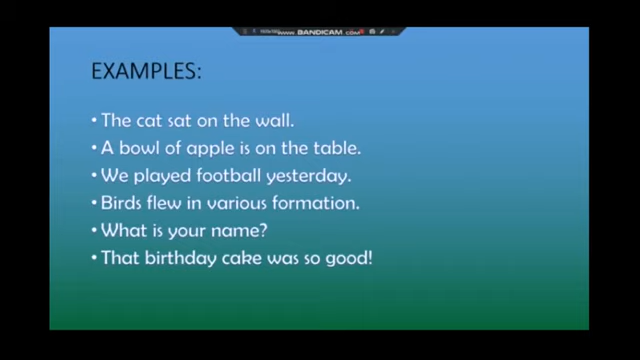 www.BANDICAM.COM
EXAMPLES:
• The cat sat on the wall.
• A bowl of apple is on the table.
• We played football yesterday.
• Birds flew in various formation.
• What is your name?
• That birthday cake was so good!